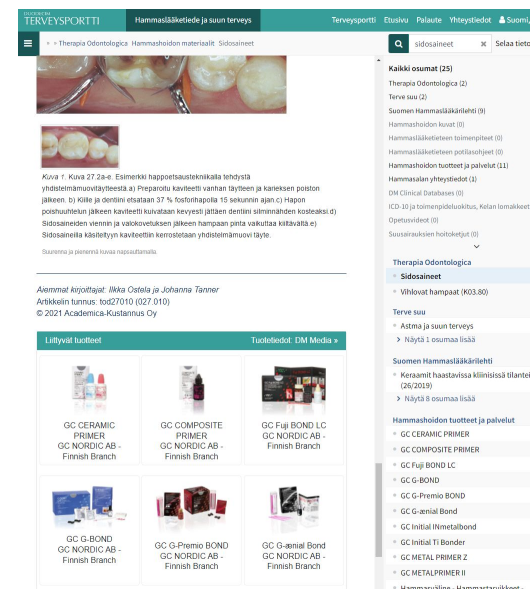 DUODECIM
TERVEYSPORTTI
Hammaslääketiede ja suun terveys
Terveysportti Etusivu Palaute Yhteystiedot Suomi,
» » Therapia Odontologica Hammashoidon materiaalit Sidosaineet
sidosaineet × Selaa tieto
Kuva 1. Kuva 27.2a-e. Esimerkki happoetsaustekniikalla tehdystä
yhdistelmämuovitäytteestä.a) Preparoitu kaviteetti vanhan täytteen ja karieksen poiston
jälkeen. b) Kiille ja dentiini etsataan 37 % fosforihapolla 15 sekunnin ajan.c) Hapon
poishuuhtelun jälkeen kaviteetti kuivataan kevyesti jättäen dentiini silminnähden kosteaksi.d)
Sidosaineiden viennin ja valokovetuksen jälkeen hampaan pinta vaikuttaa kiiltävältä.e)
Sidosaineilla käsiteltyyn kaviteettiin kerrostetaan yhdistelmämuovi täyte.
Suurenna ja pienennä kuvaa napsauttamalla.
Aiemmat kirjoittajat: Ilkka Ostela ja Johanna Tanner
Artikkelin tunnus: tod27010 (027.010)
© 2021 Academica-Kustannus Oy
Liittyvät tuotteet
Tuotetiedot: DM Media »
GC CERAMIC
PRIMER
GC NORDIC AB -
Finnish Branch
GC COMPOSITE
PRIMER
GC NORDIC AB -
Finnish Branch
GC Fuji BOND LC
GC NORDIC AB -
Finnish Branch
GC G-BOND
GC NORDIC AB -
Finnish Branch
GC G-Premio BOND
GC NORDIC AB -
Finnish Branch
GC G-ænial Bond
GC NORDIC AB -
Finnish Branch
Kaikki osumat (25)
Therapia Odontologica (2)
Terve suu (2)
Suomen Hammaslääkärilehti (9)
Hammashoidon kuvat (0)
Hammaslääketieteen toimenpiteet (0)
Hammaslääketieteen potilasohjeet (0)
Hammashoidon tuotteet ja palvelut (11)
Hammasalan yhteystiedot (1)
DM Clinical Databases (0)
ICD-10 ja toimenpideluokitus, Kelan lomakkeet
Opetusvideot (0)
Suusairauksien hoitoketjut (0)
Therapia Odontologica
Sidosaineet
Vihlovat hampaat (K03.80)
Terve suu
Astma ja suun terveys
> Näytä 1 osumaa lisää
Suomen Hammaslääkärilehti
Keraamit haastavissa kliinisissä tilantei
(26/2019)
> Näytä 8 osumaa lisää
Hammashoidon tuotteet ja palvelut
GC CERAMIC PRIMER
GC COMPOSITE PRIMER
GC Fuji BOND LC
GC G-BOND
GC G-Premio BOND
GC G-ænial Bond
GC Initial INmetalbond
GC Initial Ti Bonder
GC METAL PRIMER Z
GC METALPRIMER II
Hammasväline - Hammastarvikkeet -